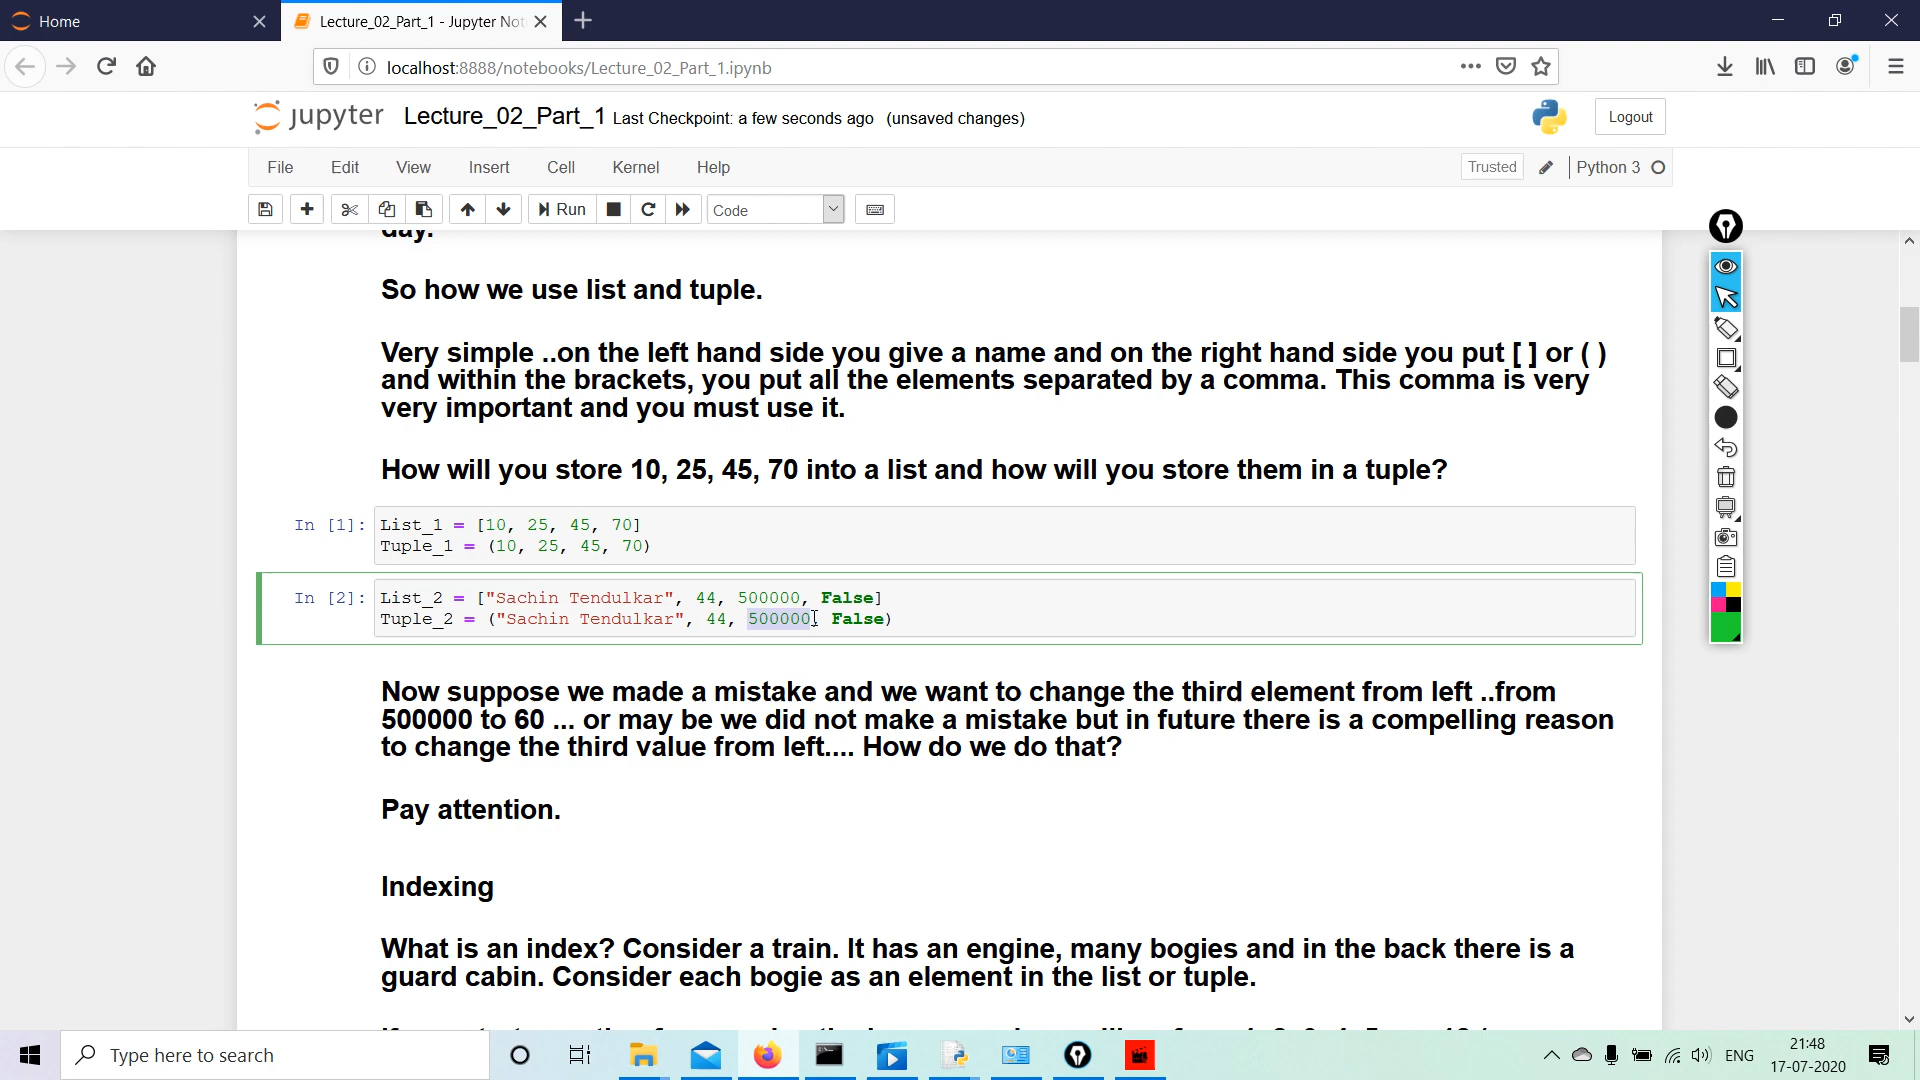 Home
Lecture_02_Part_1 - Jupyter Not
localhost:8888/notebooks/Lecture_02_Part_1.ipynb
jupyter Lecture_02_Part_1 Last Checkpoint: a few seconds ago (unsaved changes)
Logout
File Edit View Insert Cell Kernel Help
Trusted Python 3
Run Code
day.
So how we use list and tuple.
Very simple ..on the left hand side you give a name and on the right hand side you put [ ] or ( )
and within the brackets, you put all the elements separated by a comma. This comma is very
very important and you must use it.
How will you store 10, 25, 45, 70 into a list and how will you store them in a tuple?
In [1]: List_1 = [10, 25, 45, 70]
Tuple_1 = (10, 25, 45, 70)
In [2]: List_2 = ["Sachin Tendulkar", 44, 500000, False]
Tuple_2 = ("Sachin Tendulkar", 44, 500000, False)
Now suppose we made a mistake and we want to change the third element from left ..from
500000 to 60 ... or may be we did not make a mistake but in future there is a compelling reason
to change the third value from left.... How do we do that?
Pay attention.
Indexing
What is an index? Consider a train. It has an engine, many bogies and in the back there is a
guard cabin. Consider each bogie as an element in the list or tuple.
Type here to search
ENG
21:48
17-07-2020